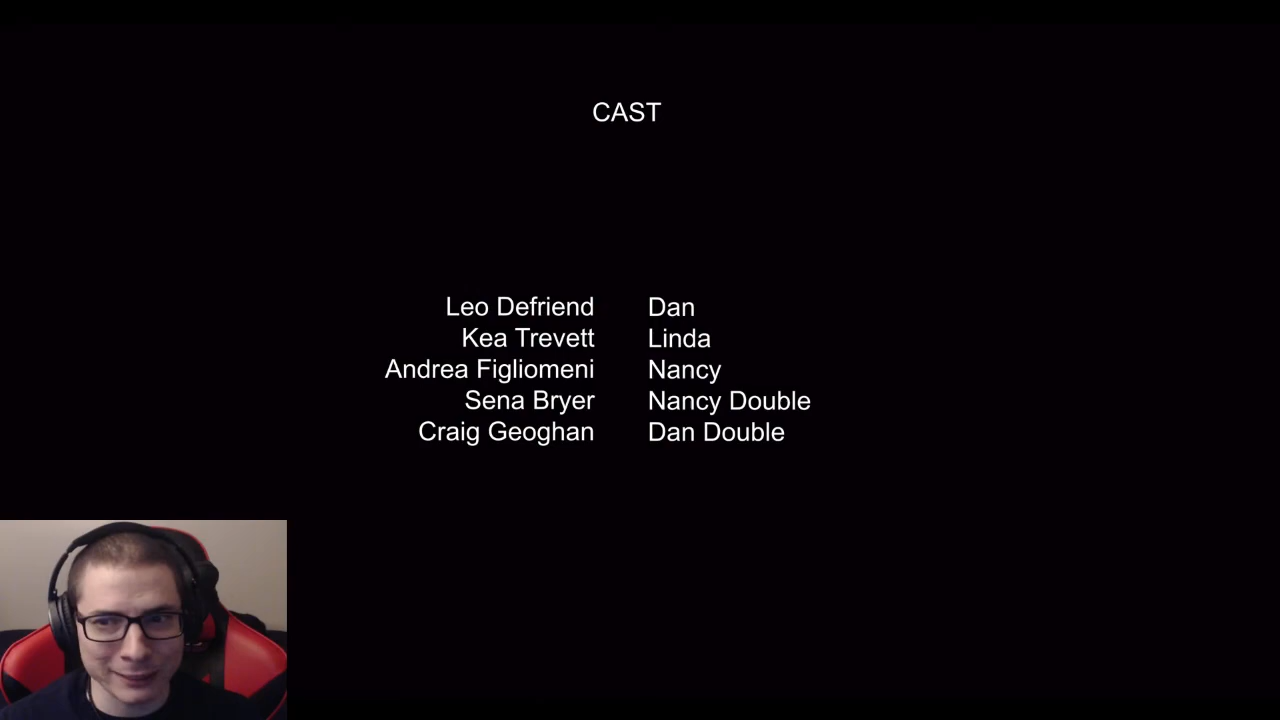 CAST
Leo Defriend Dan
Kea Trevett Linda
Andrea Figliomeni Nancy
Sena Bryer Nancy Double
Craig Geoghan Dan Double